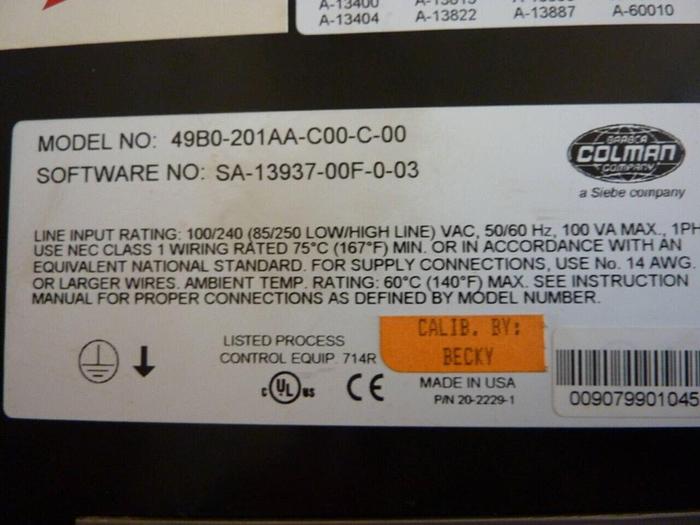 A-13404 A-13822 A-13887 A-60010
MODEL NO: 49B0-201AA-C00-C-00
SOFTWARE NO: SA-13937-00F-0-03
BARBER
COLMAN
COMPANY
a Siebe company
LINE INPUT RATING: 100/240 (85/250 LOW/HIGH LINE) VAC, 50/60 Hz, 100 VA MAX., 1PH
USE NEC CLASS 1 WIRING RATED 75°C (167°F) MIN. OR IN ACCORDANCE WITH AN
EQUIVALENT NATIONAL STANDARD. FOR SUPPLY CONNECTIONS, USE No. 14 AWG.
OR LARGER WIRES. AMBIENT TEMP. RATING: 60°C (140°F) MAX. SEE INSTRUCTION
MANUAL FOR PROPER CONNECTIONS AS DEFINED BY MODEL NUMBER.
LISTED PROCESS
CONTROL EQUIP. 714R
CALIB. BY:
BECKY
C UL US CE
MADE IN USA
P/N 20-2229-1
009079901045